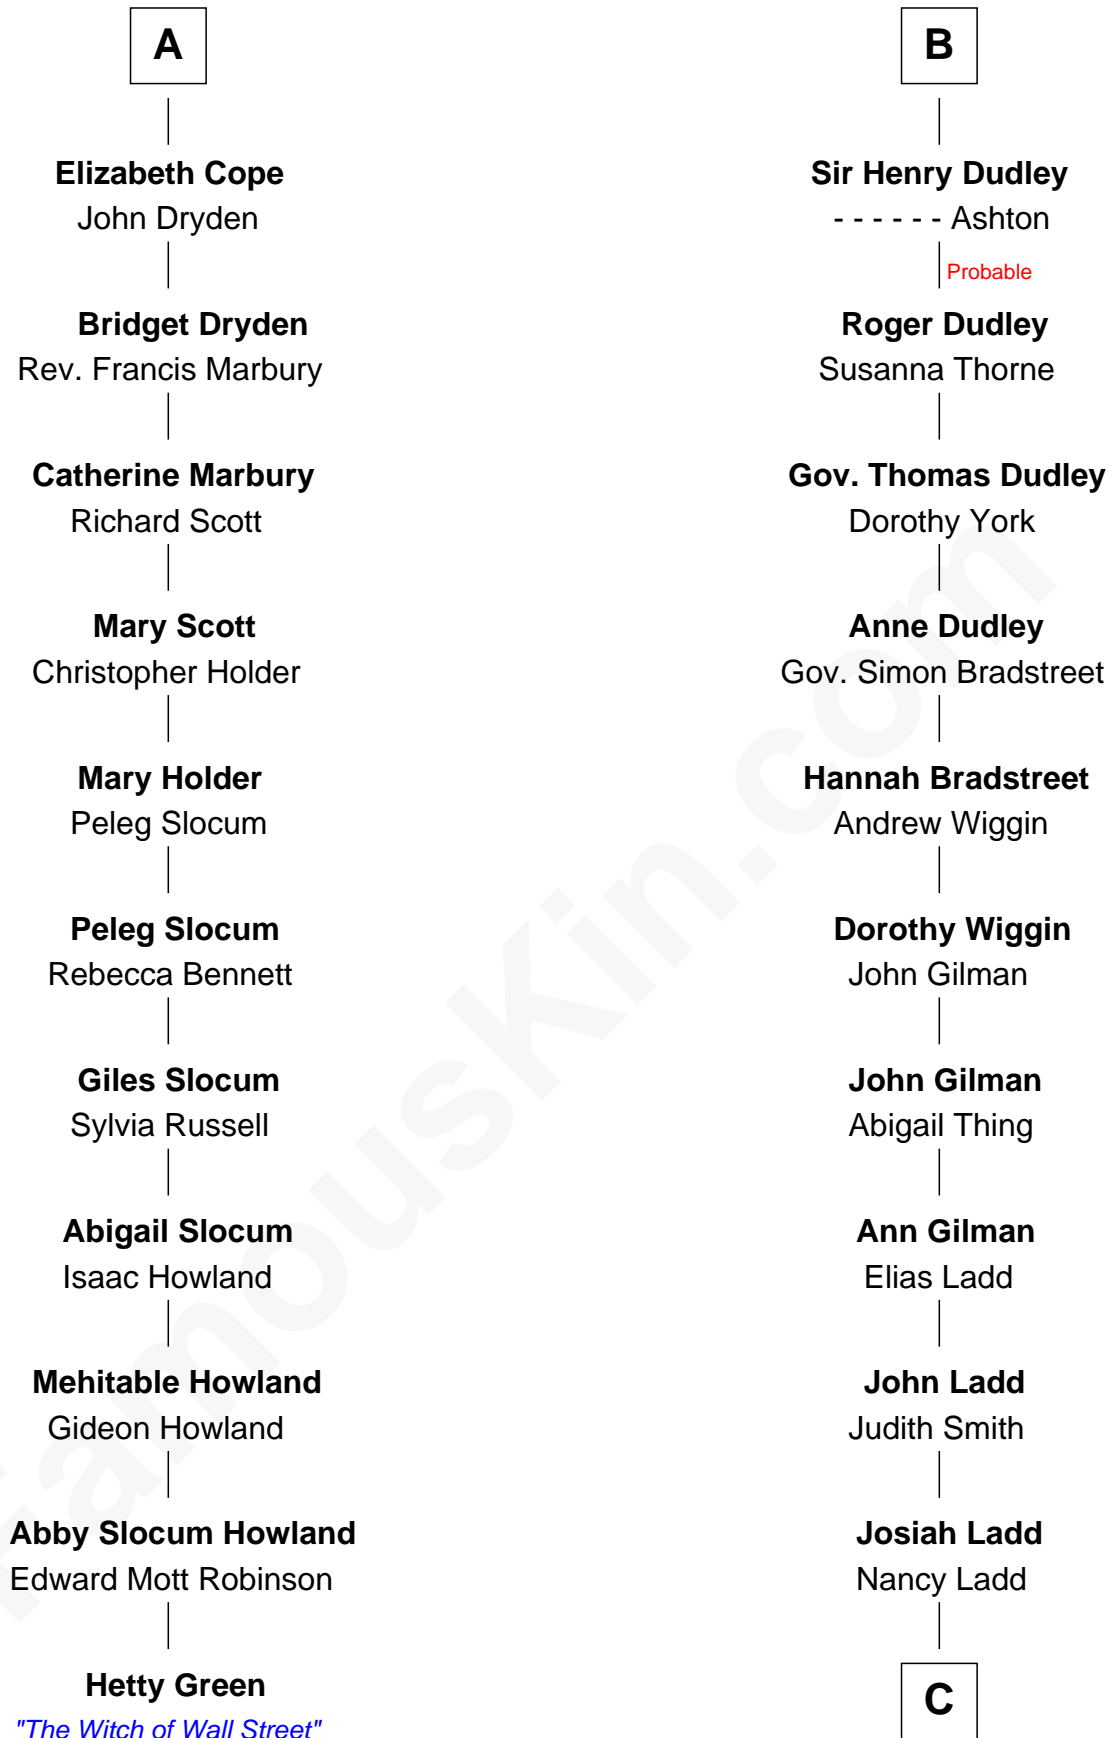 A
Elizabeth Cope
John Dryden
Bridget Dryden
Rev. Francis Marbury
Catherine Marbury
Richard Scott
Mary Scott
Christopher Holder
Mary Holder
Peleg Slocum
Peleg Slocum
Rebecca Bennett
Giles Slocum
Sylvia Russell
Abigail Slocum
Isaac Howland
Mehitable Howland
Gideon Howland
Abby Slocum Howland
Edward Mott Robinson
Hetty Green
"The Witch of Wall Street"
B
Sir Henry Dudley
- - - - - - Ashton
Probable
Roger Dudley
Susanna Thorne
Gov. Thomas Dudley
Dorothy York
Anne Dudley
Gov. Simon Bradstreet
Hannah Bradstreet
Andrew Wiggin
Dorothy Wiggin
John Gilman
John Gilman
Abigail Thing
Ann Gilman
Elias Ladd
John Ladd
Judith Smith
Josiah Ladd
Nancy Ladd
C
FamousKin.com